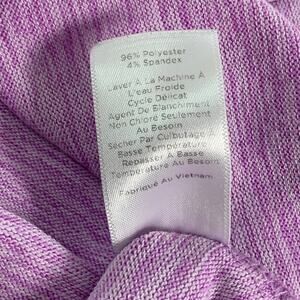 96% Polyester
4% Spandex
Laver À La Machine À
L'eau Froide
Cycle Délicat
Agent De Blanchiment
Non Chloré Seulement
Au Besoin
Sécher Par Culbutage À
Basse Température
Repasser À Basse
Température Au Besoin
Fabriqué Au Vietnam